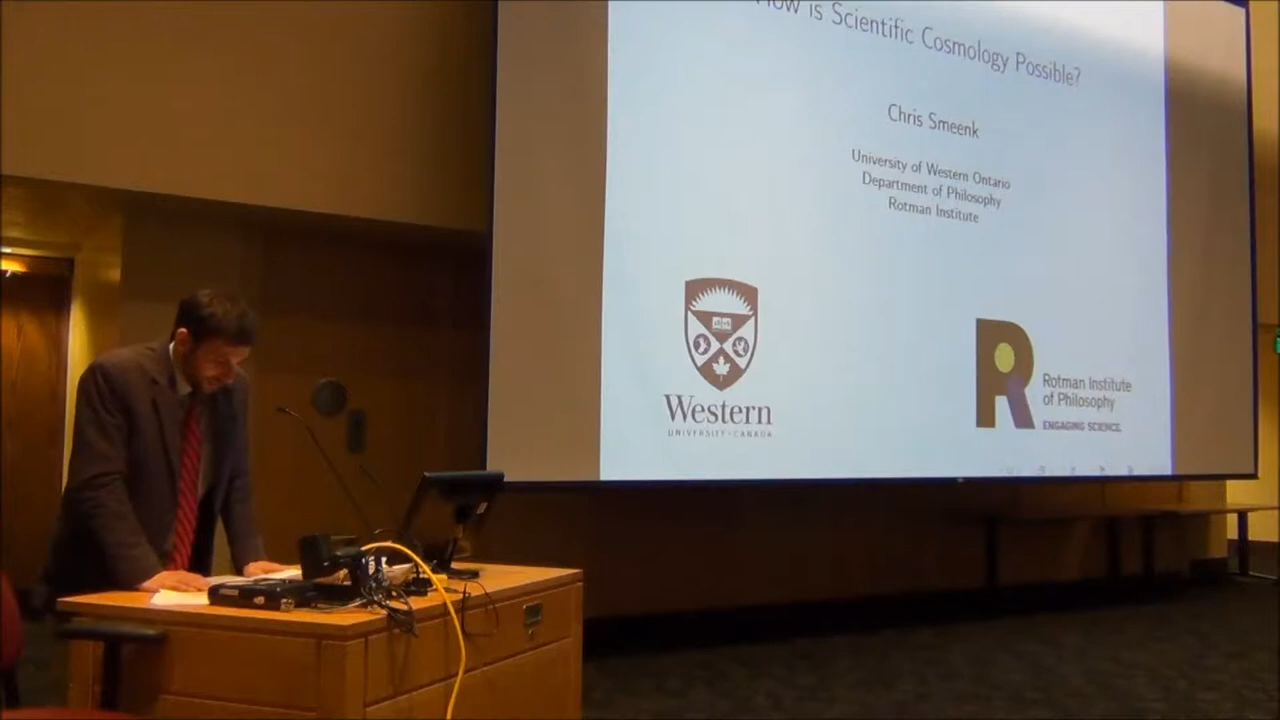 How is Scientific Cosmology Possible?
Chris Smeenk
University of Western Ontario
Department of Philosophy
Rotman Institute
Western
UNIVERSITY · CANADA
Rotman Institute
of Philosophy
ENGAGING SCIENCE